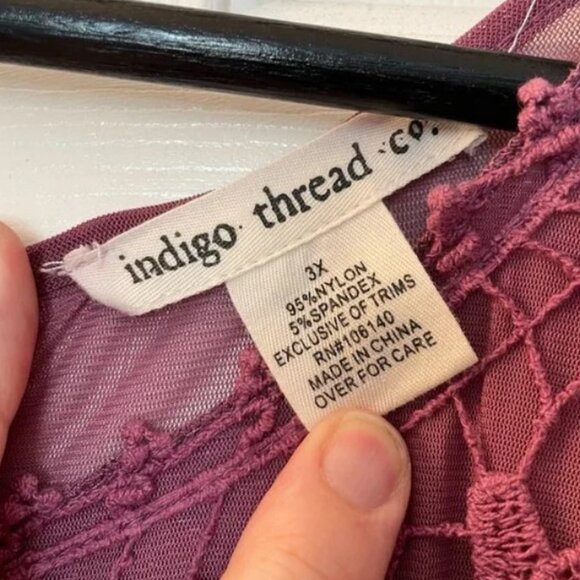 indigo. thread .co.
3X
95%NYLON
5%SPANDEX
EXCLUSIVE OF TRIMS
RN#106140
MADE IN CHINA
OVER FOR CARE